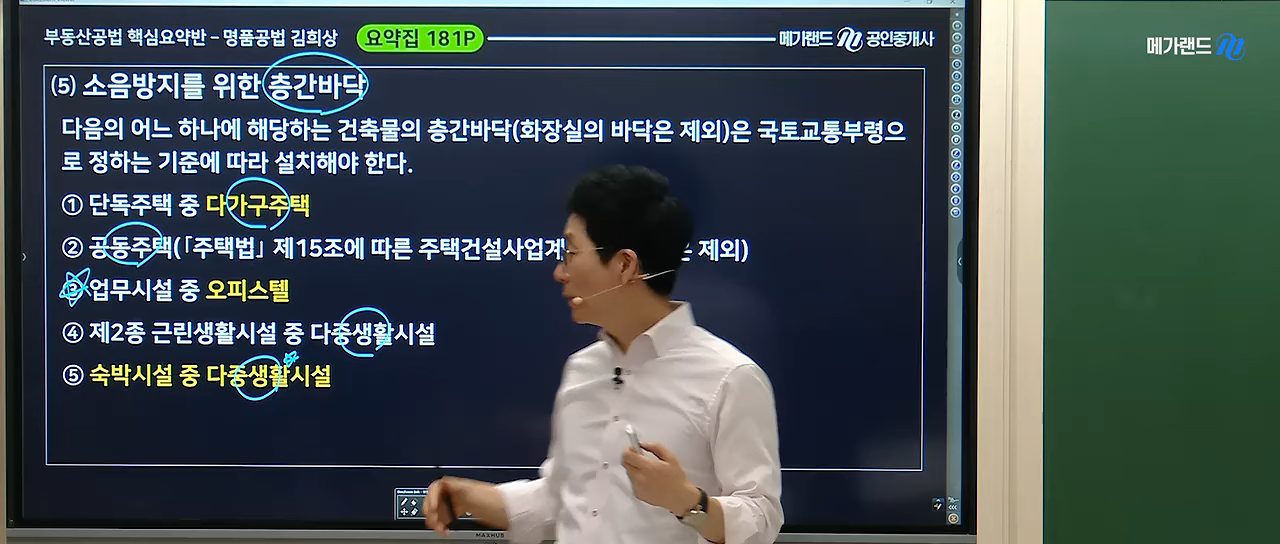 부동산공법 핵심요약반 – 명품공법 김희상 요약집 181P 메가랜드 공인중개사
메가랜드
(5) 소음방지를 위한 층간바닥
다음의 어느 하나에 해당하는 건축물의 층간바닥(화장실의 바닥은 제외)은 국토교통부령으
로 정하는 기준에 따라 설치해야 한다.
① 단독주택 중 다가구주택
② 공동주택(「주택법」 제15조에 따른 주택건설사업계 제외)
③ 업무시설 중 오피스텔
④ 제2종 근린생활시설 중 다중생활시설
⑤ 숙박시설 중 다중생활시설
MAXHUB